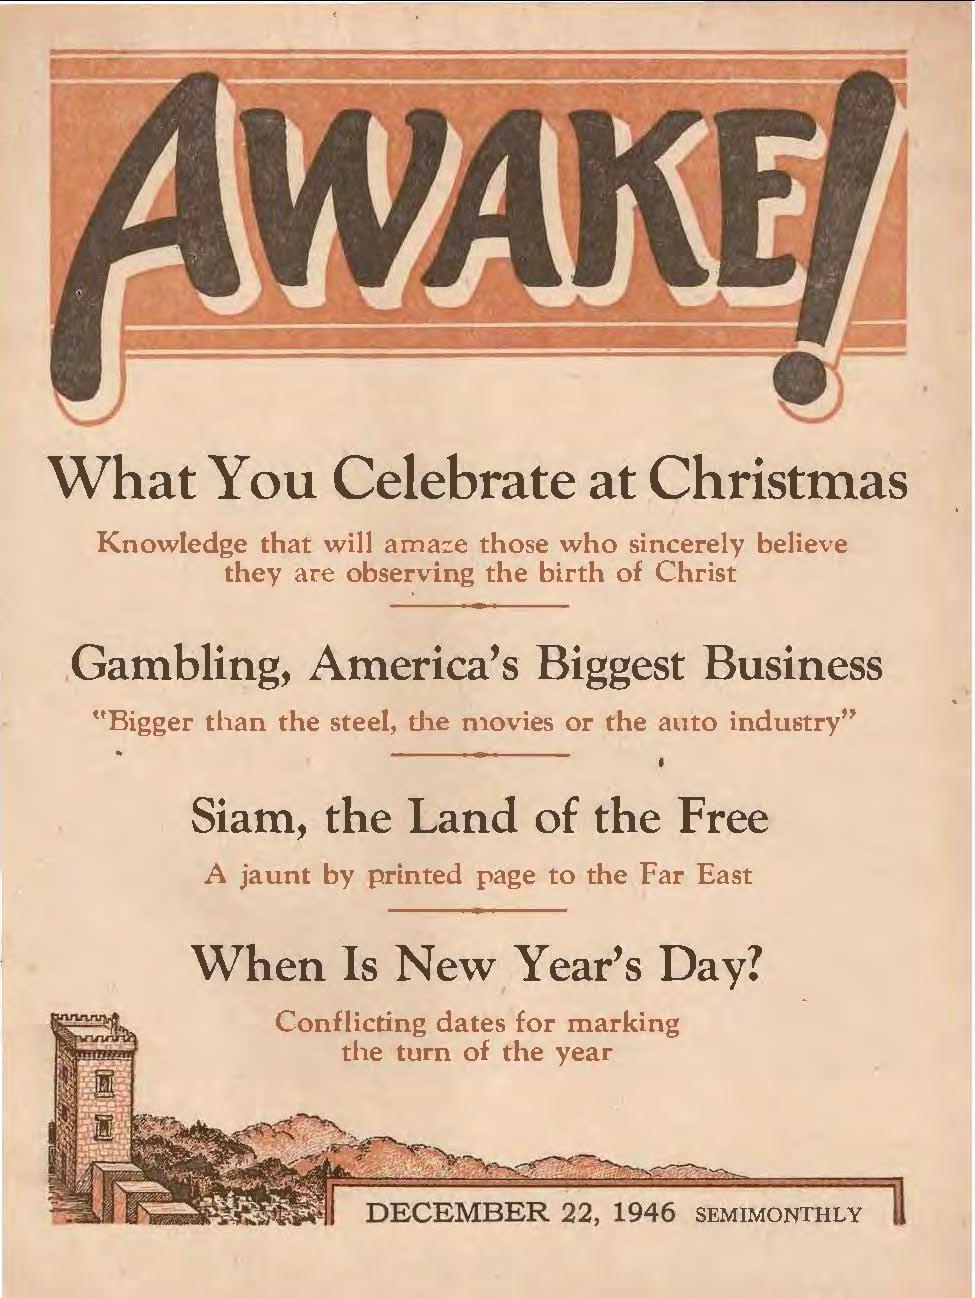 AWAKE!
What You Celebrate at Christmas
Knowledge that will amaze those who sincerely believe
they are observing the birth of Christ
Gambling, America's Biggest Business
"Bigger than the steel, the movies or the auto industry"
Siam, the Land of the Free
A jaunt by printed page to the Far East
When Is New Year's Day?
Conflicting dates for marking
the turn of the year
DECEMBER 22, 1946 SEMIMONTHLY